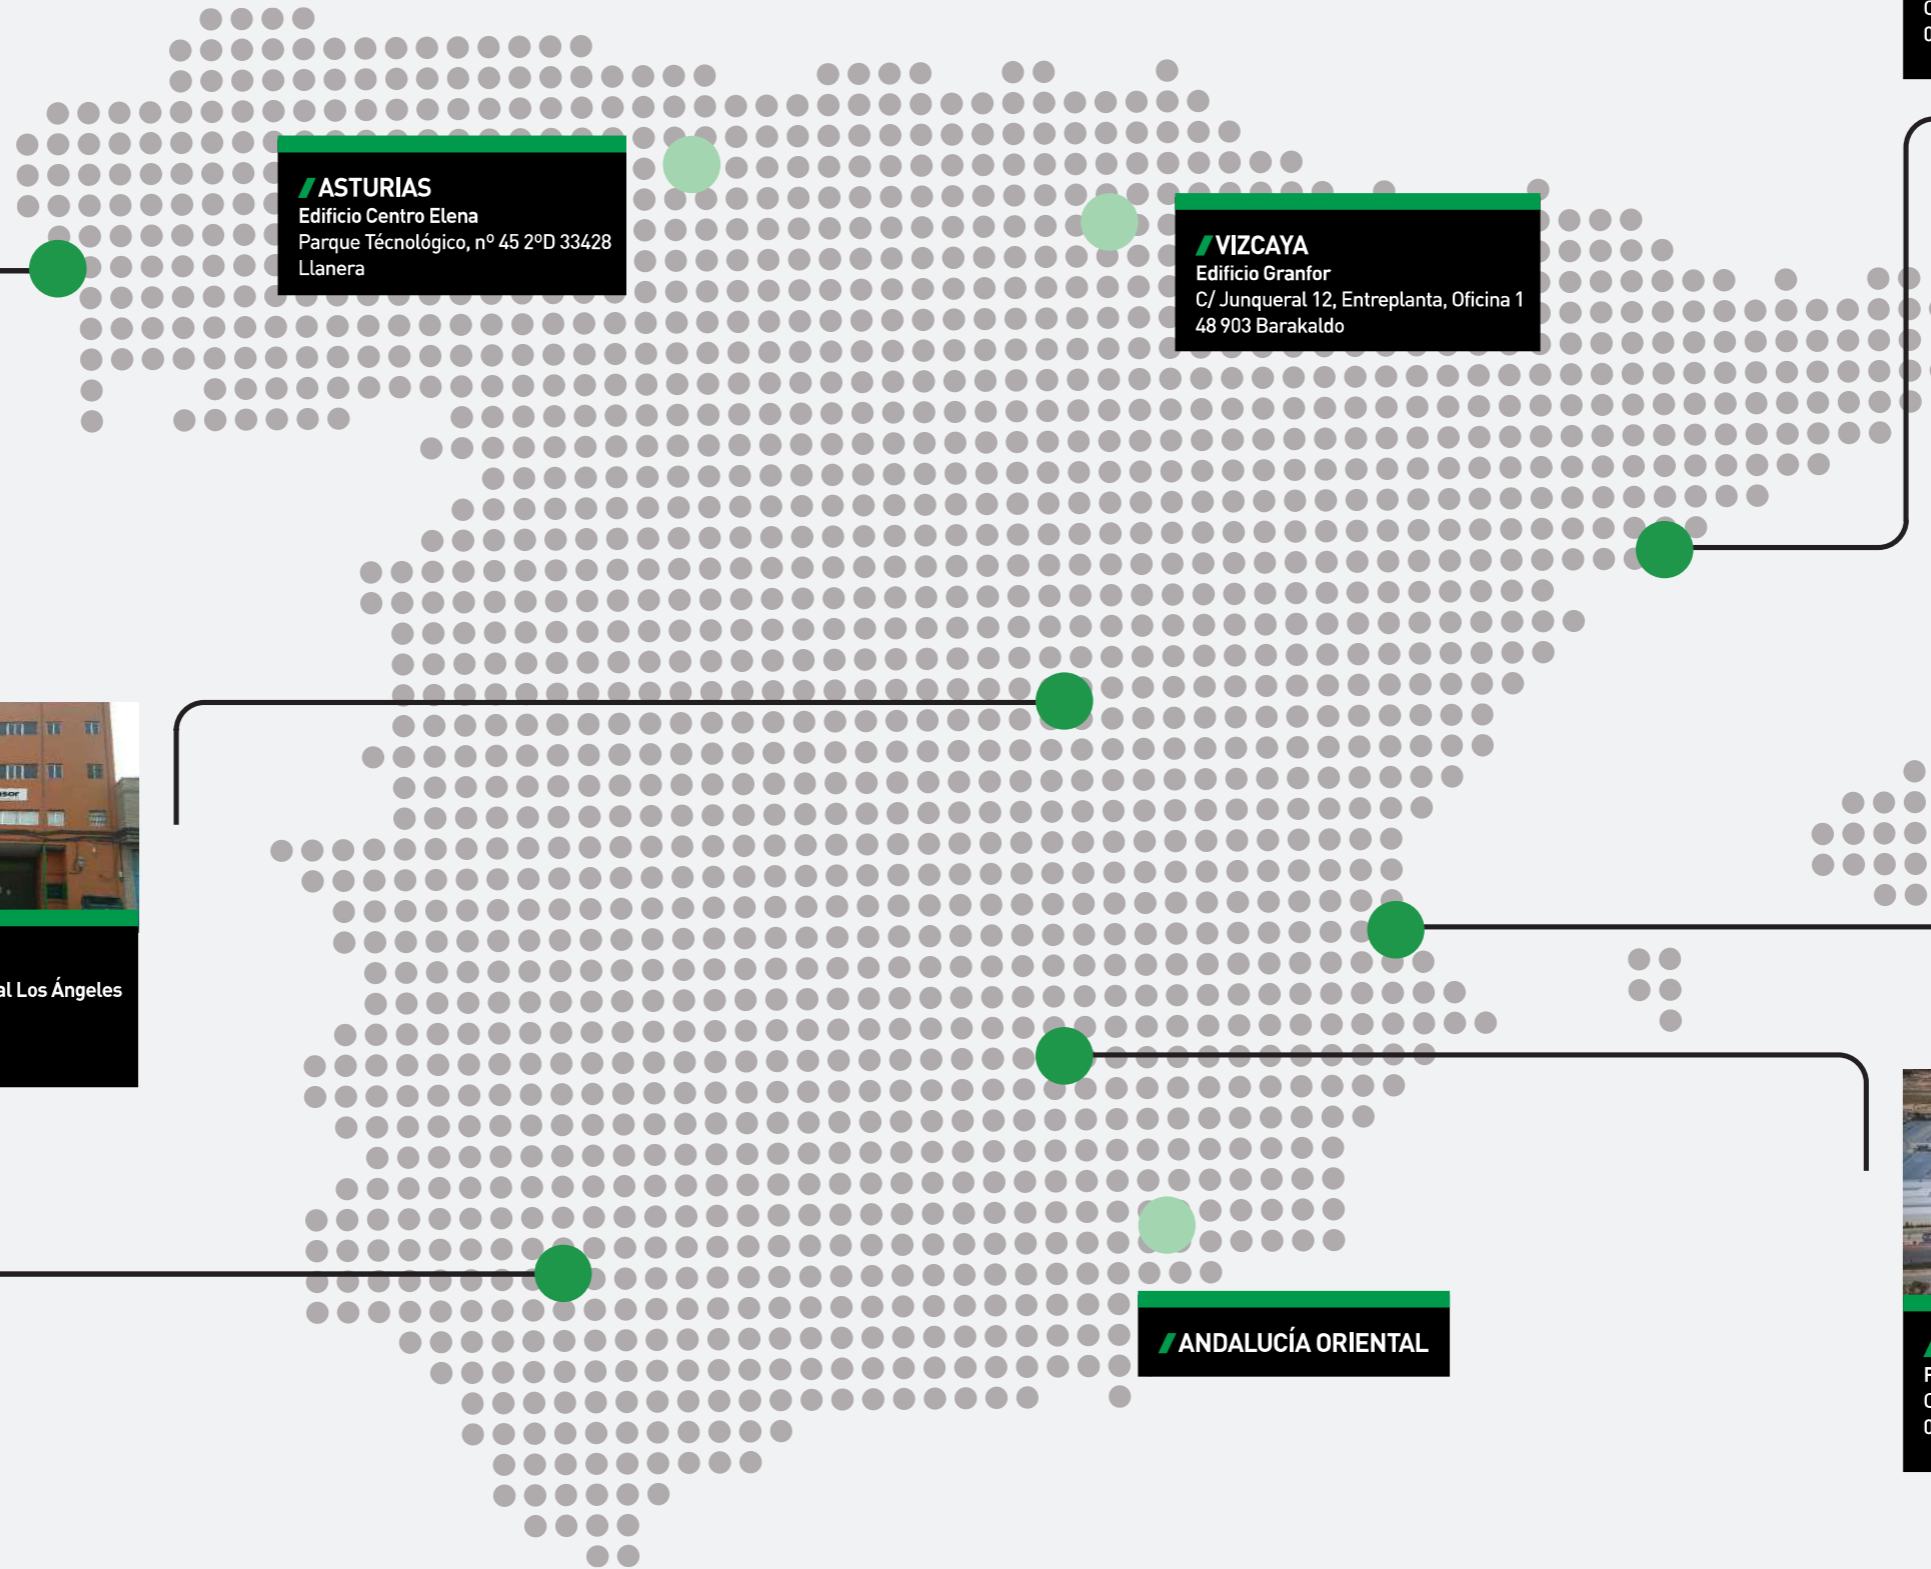 ASTURIAS
Edificio Centro Elena
Parque Técnológico, nº 45 2ºD 33428
Llanera
VIZCAYA
Edificio Granfor
C/ Junqueral 12, Entreplanta, Oficina 1
48 903 Barakaldo
al Los Ángeles
ANDALUCÍA ORIENTAL